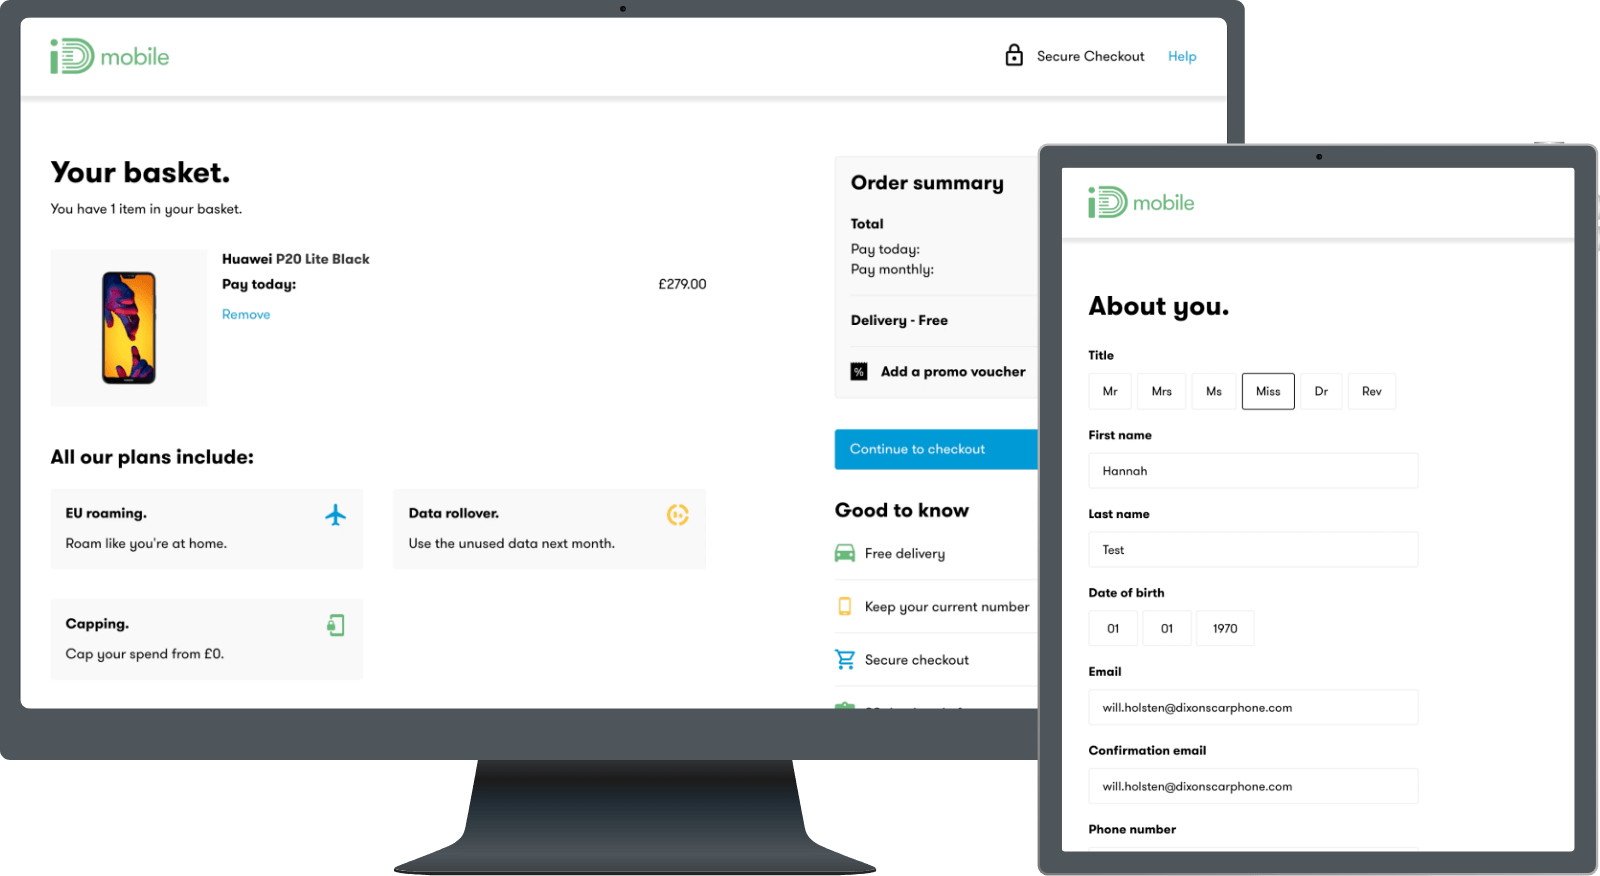 iD mobile
Secure Checkout
Help
Your basket.
You have 1 item in your basket.
Huawei P20 Lite Black
Pay today:
£279.00
Remove
All our plans include:
EU roaming.
Roam like you're at home.
Data rollover.
Use the unused data next month.
Capping.
Cap your spend from £0.
Order summary
Total
Pay today:
Pay monthly:
Delivery - Free
% Add a promo voucher
Continue to checkout
Good to know
Free delivery
Keep your current number
Secure checkout
iD mobile
About you.
Title
Mr
Mrs
Ms
Miss
Dr
Rev
First name
Hannah
Last name
Test
Date of birth
01
01
1970
Email
will.holsten@dixonscarphone.com
Confirmation email
will.holsten@dixonscarphone.com
Phone number